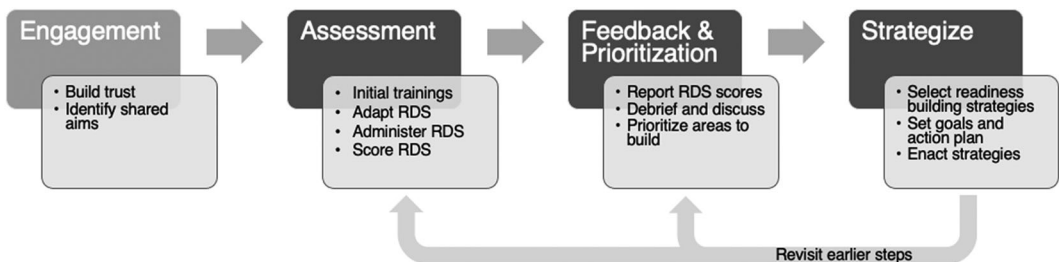 Engagement
• Build trust
• Identify shared
aims
Assessment
• Initial trainings
• Adapt RDS
• Administer RDS
• Score RDS
Feedback &
Prioritization
• Report RDS scores
• Debrief and discuss
• Prioritize areas to
build
Strategize
• Select readiness
building strategies
• Set goals and
action plan
• Enact strategies
Revisit earlier steps